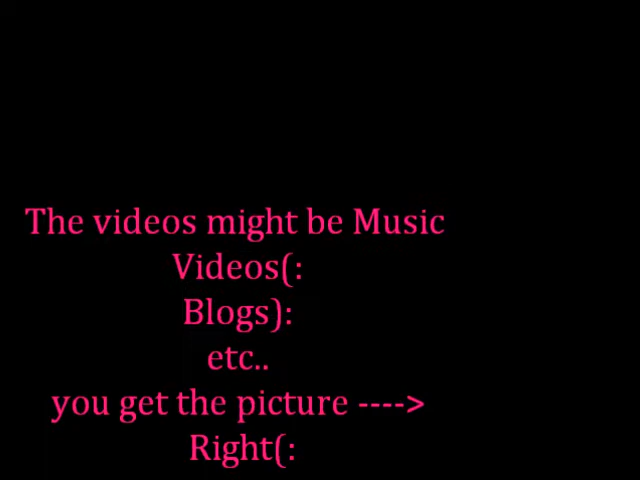 The videos might be Music
Videos(:
Blogs):
etc..
you get the picture ---->
Right(: